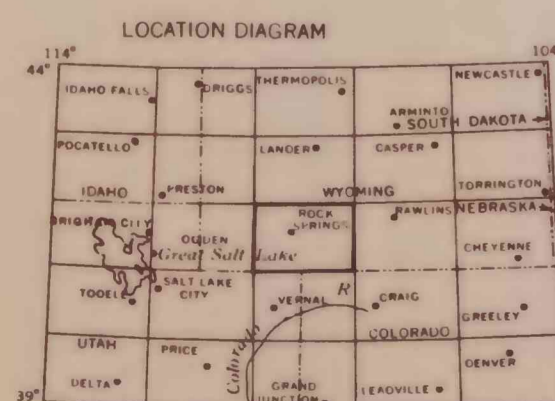 LOCATION DIAGRAM
114° 104
44°
IDAHO FALLS DRIGGS THERMOPOLIS NEWCASTLE
ARMINTO
SOUTH DAKOTA
POCATELLO LANDER CASPER
IDAHO PRESTON WYOMING TORRINGTON
BRIGHAM CITY OGDEN ROCK SPRINGS RAWLINS NEBRASKA
Great Salt Lake CHEYENNE
TOOELE SALT LAKE CITY VERNAL R CRAIG GREELEY
UTAH COLORADO
PRICE Colorado DENVER
DELTA GRAND JUNCTION LEADVILLE
39°